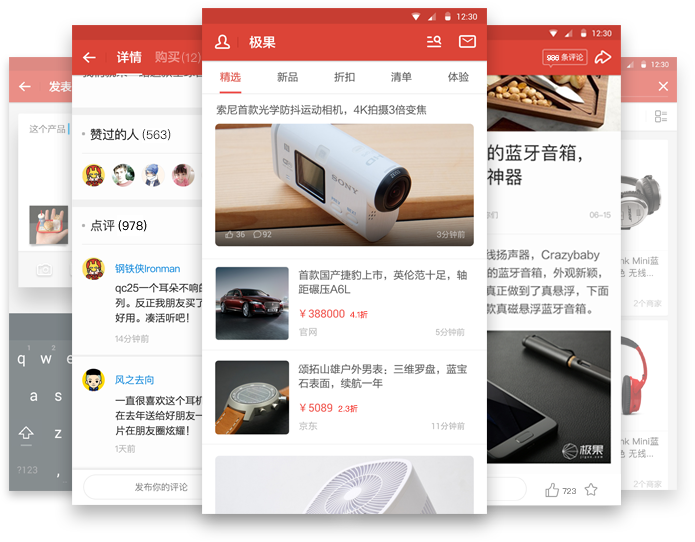 12:30
极果
精选
新品
折扣
清单
体验
索尼首款光学防抖运动相机，4K拍摄3倍变焦
SONY
36
92
3分钟前
首款国产捷豹上市，英伦范十足，轴
距碾压A6L
￥388000 4.1折
官网
5分钟前
颂拓山雄户外男表：三维罗盘，蓝宝
石表面，续航一年
￥5089 2.3折
京东
11分钟前
详情
购买(12)
赞过的人 (563)
点评 (978)
钢铁侠Ironman
qc25一个耳朵不响的
列。反正我朋友买了
好用。凑活听吧！
14分钟前
风之去向
一直很喜欢这个耳机
在去年送给好朋友一
片在朋友圈炫耀！
1天前
发布你的评论
12:30
986 条评论
的蓝牙音箱，
神器
们
06-15
线扬声器，Crazybaby
的蓝牙音箱，外观新颖，
真正做到了真悬浮，下面
款真磁悬浮蓝牙音箱。
极果
jiguo.com
723
发表
这个产品
q
1
w
2
e
a
s
z
?123
,
12:30
nk Mini蓝
色 无线...
2个商家
nk Mini蓝
色 无线...
2个商家